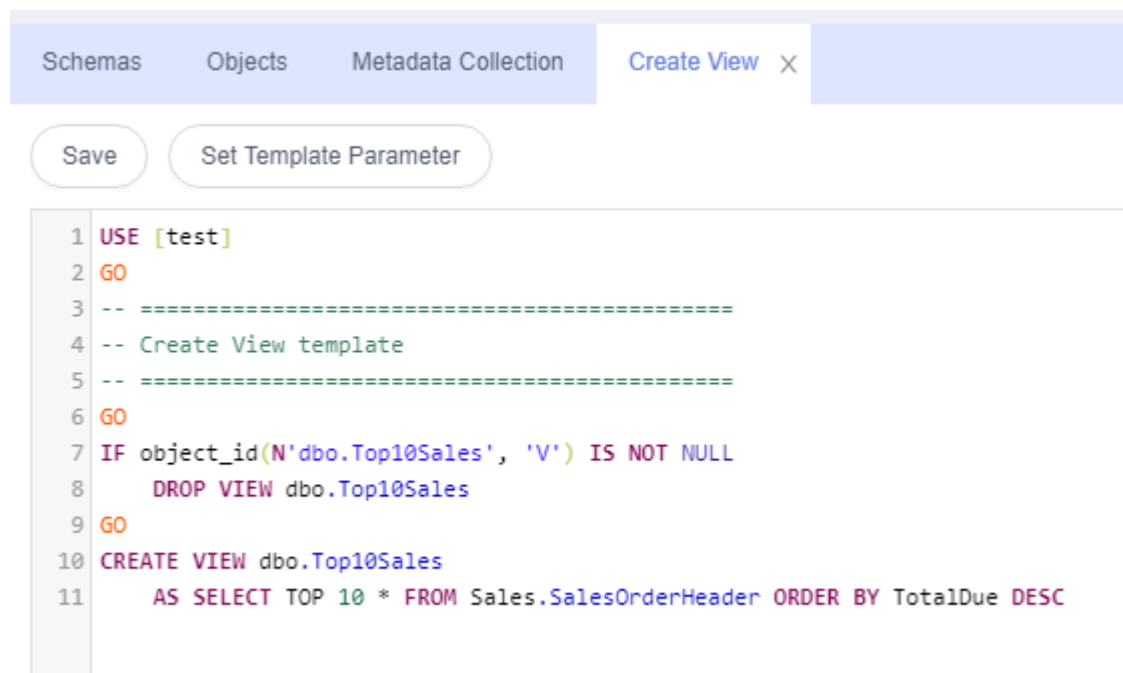 Schemas Objects Metadata Collection Create View ×
Save Set Template Parameter
1 USE [test]
2 GO
3 -- =============================================
4 -- Create View template
5 -- =============================================
6 GO
7 IF object_id(N'dbo.Top10Sales', 'V') IS NOT NULL
8     DROP VIEW dbo.Top10Sales
9 GO
10 CREATE VIEW dbo.Top10Sales
11     AS SELECT TOP 10 * FROM Sales.SalesOrderHeader ORDER BY TotalDue DESC